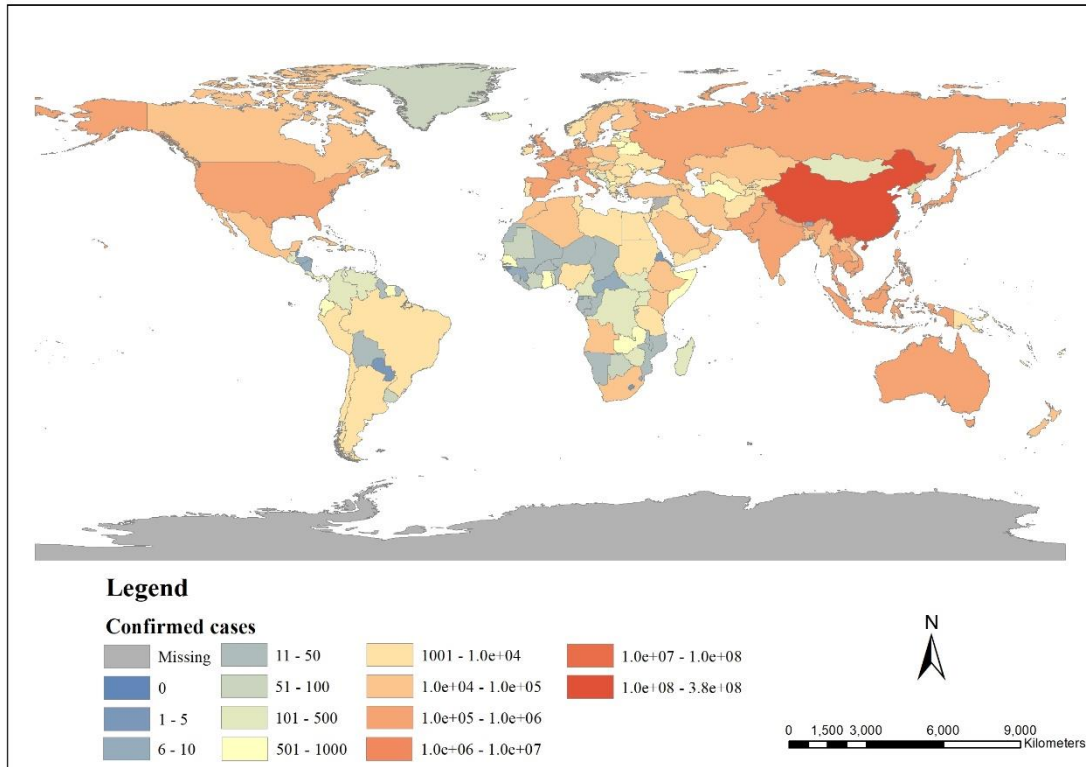 Legend
Confirmed cases
Missing
0
1 - 5
6 - 10
11 - 50
51 - 100
101 - 500
501 - 1000
1001 - 1.0e+04
1.0e+04 - 1.0e+05
1.0e+05 - 1.0e+06
1.0e+06 - 1.0e+07
1.0e+07 - 1.0e+08
1.0e+08 - 3.8e+08
N
0 1,500 3,000 6,000 9,000
Kilometers